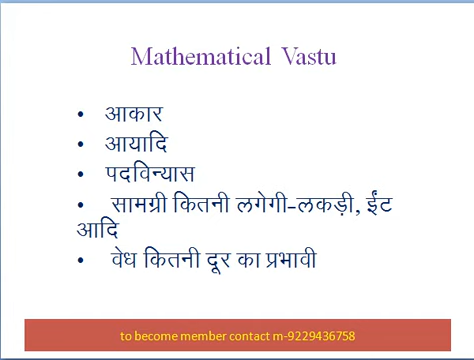 Mathematical Vastu
• आकार
• आयादि
• पदविन्यास
• सामग्री कितनी लगेगी-लकड़ी, ईंट
आदि
• वेध कितनी दूर का प्रभावी
to become member contact m-9229436758